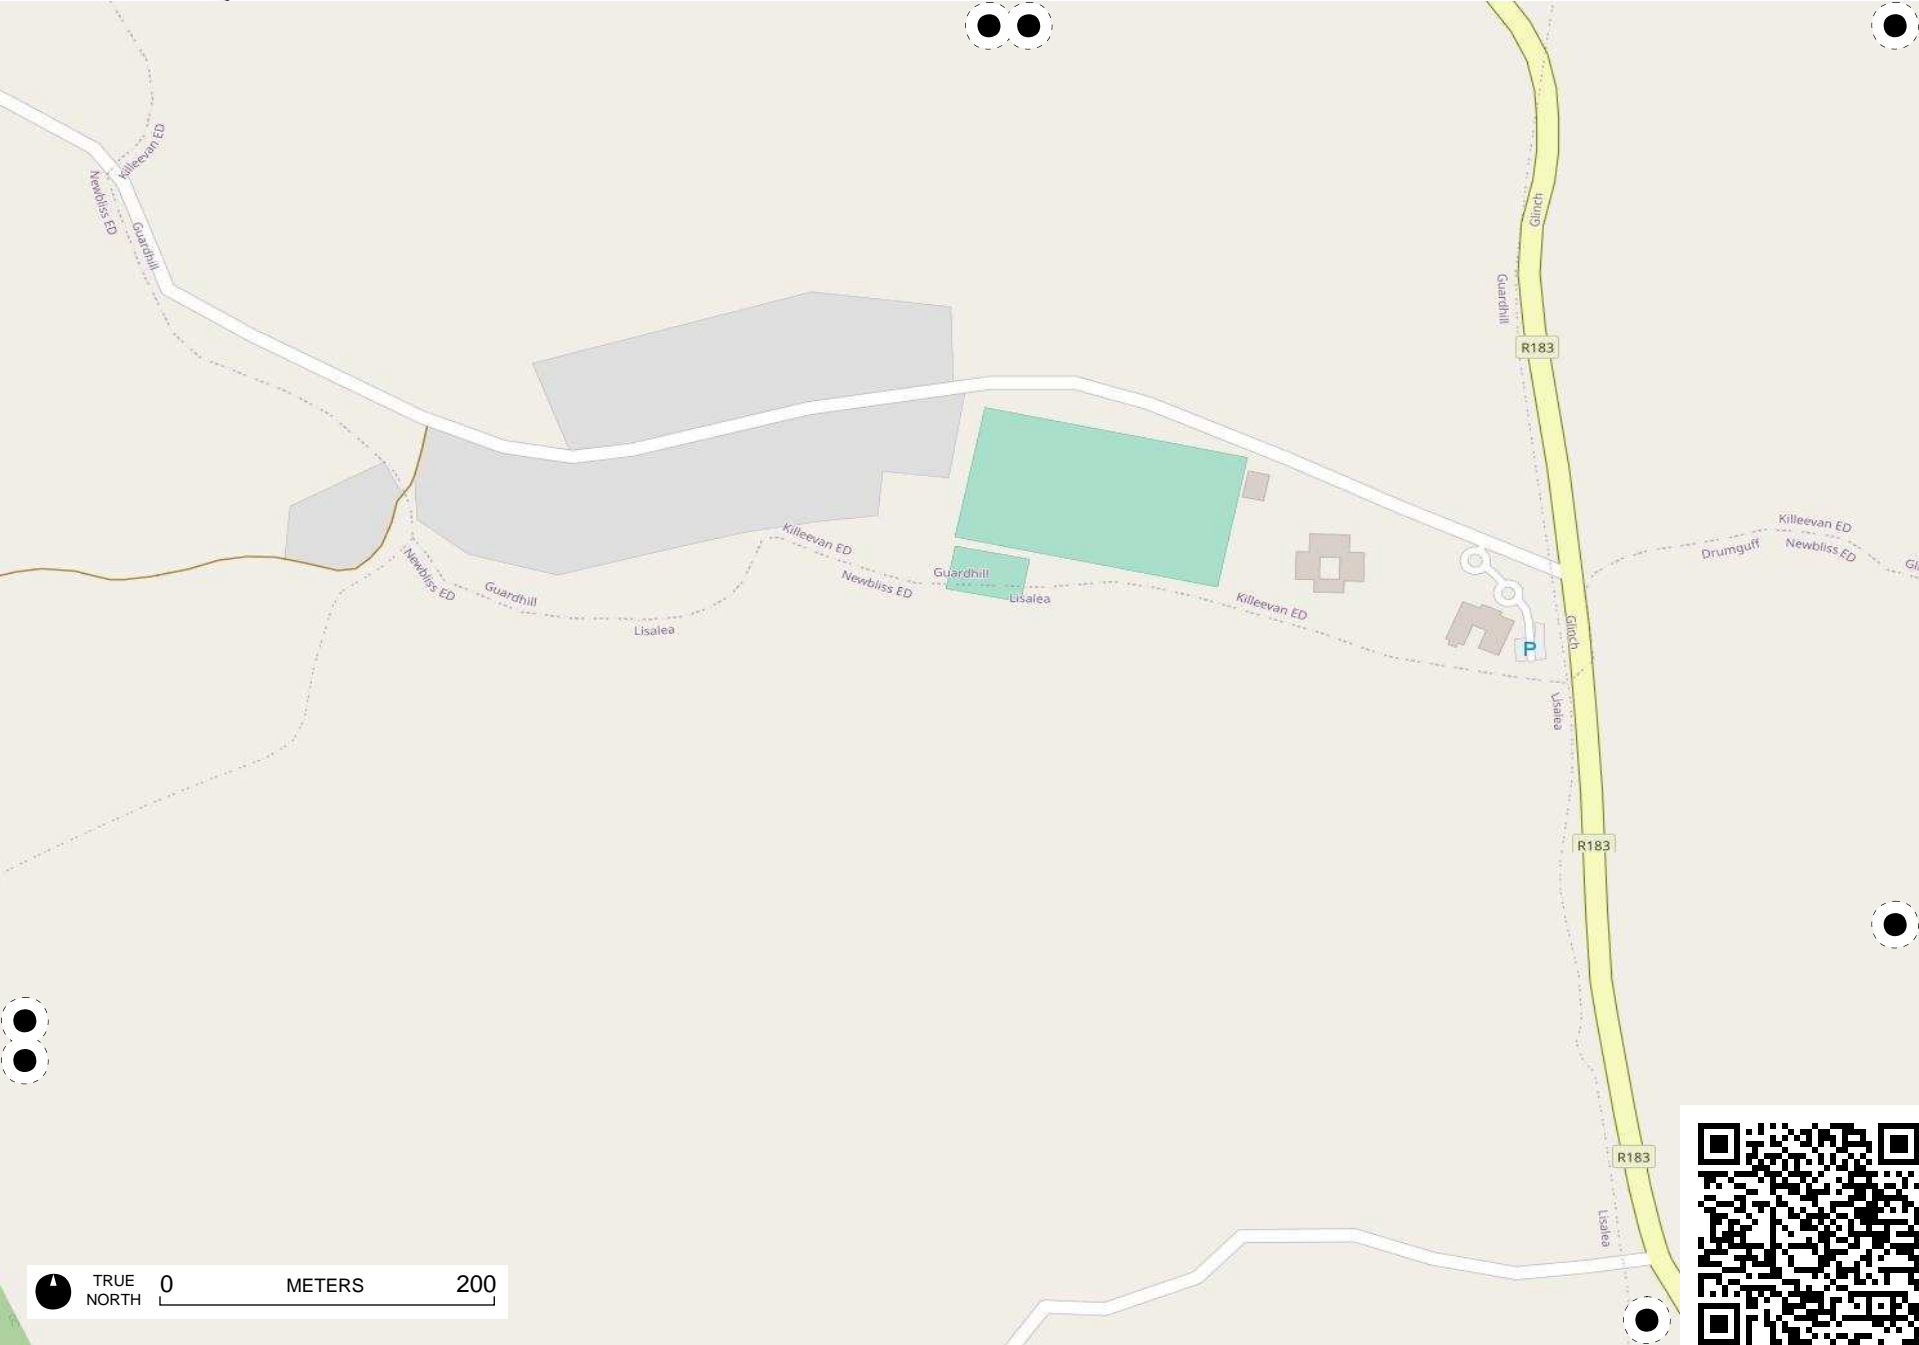 Killeevan ED
Newbliss ED
Guardhill
Glinch
Guardhill
R183
Killeevan ED
Newbliss ED
Drumguff
Killeevan ED
Newbliss ED
Guardhill
Newbliss ED
Guardhill
Lisalea
Killeevan ED
Lisalea
Glinch
P
Lisalea
R183
R183
Lisalea
TRUE
NORTH
0 METERS 200